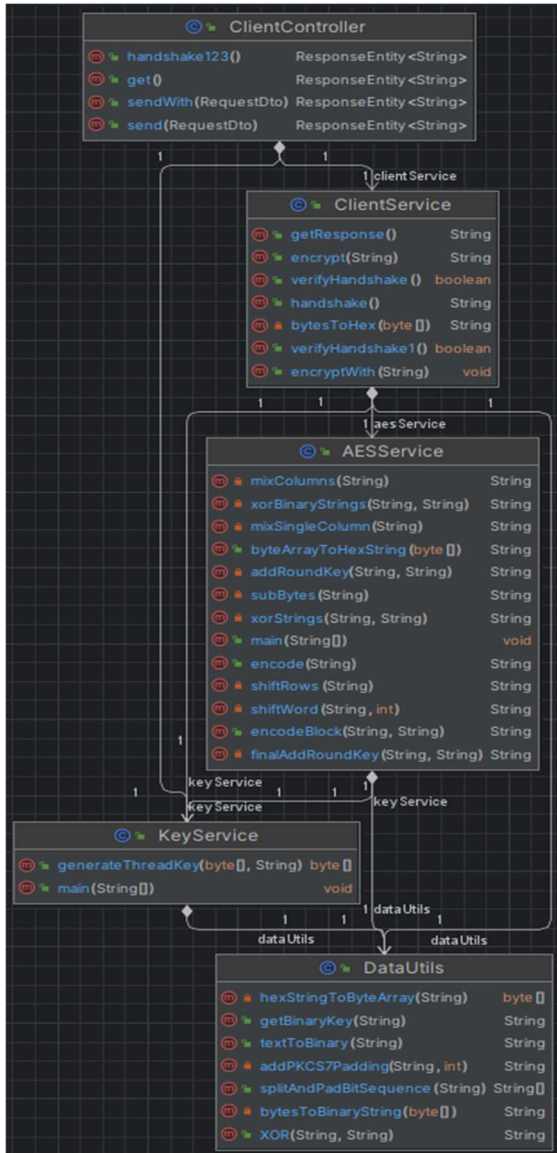 ClientController
handshake123() ResponseEntity<String>
get() ResponseEntity<String>
sendWith(RequestDto) ResponseEntity<String>
send(RequestDto) ResponseEntity<String>
1 1
1 clientService
ClientService
getResponse() String
encrypt(String) String
verifyHandshake() boolean
handshake() String
bytesToHex(byte[]) String
verifyHandshake1() boolean
encryptWith(String) void
1 1 1
1 aesService
AESService
mixColumns(String) String
xorBinaryStrings(String, String) String
mixSingleColumn(String) String
byteArrayToHexString(byte[]) String
addRoundKey(String, String) String
subBytes(String) String
xorStrings(String, String) String
main(String[]) void
encode(String) String
shiftRows(String) String
shiftWord(String, int) String
encodeBlock(String, String) String
finalAddRoundKey(String, String) String
1
keyService 1
1 1 1
keyService keyService
KeyService
generateThreadKey(byte[], String) byte[]
main(String[]) void
1 dataUtils
1 1 1
dataUtils dataUtils
DataUtils
hexStringToByteArray(String) byte[]
getBinaryKey(String) String
textToBinary(String) String
addPKCS7Padding(String, int) String
splitAndPadBitSequence(String) String[]
bytesToBinaryString(byte[]) String
XOR(String, String) String